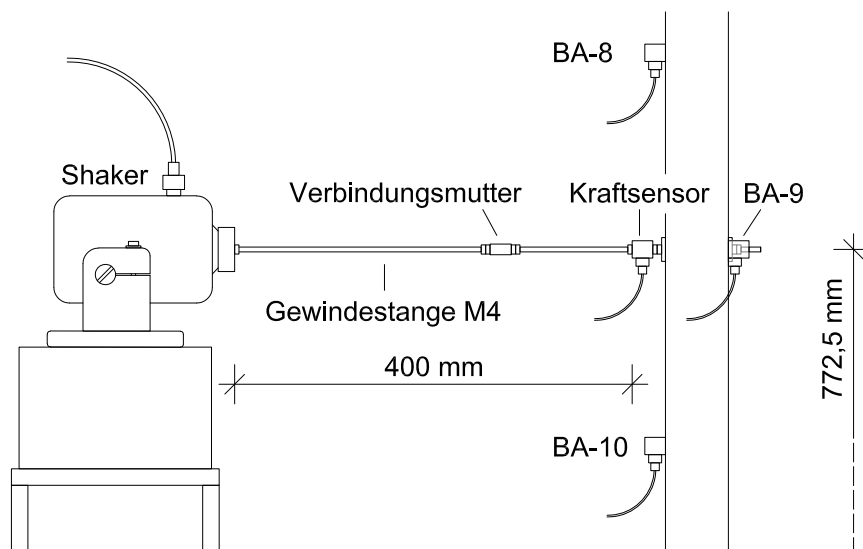 BA-8
Shaker
Verbindungsmutter
Kraftsensor
BA-9
Gewindestange M4
400 mm
772,5 mm
BA-10